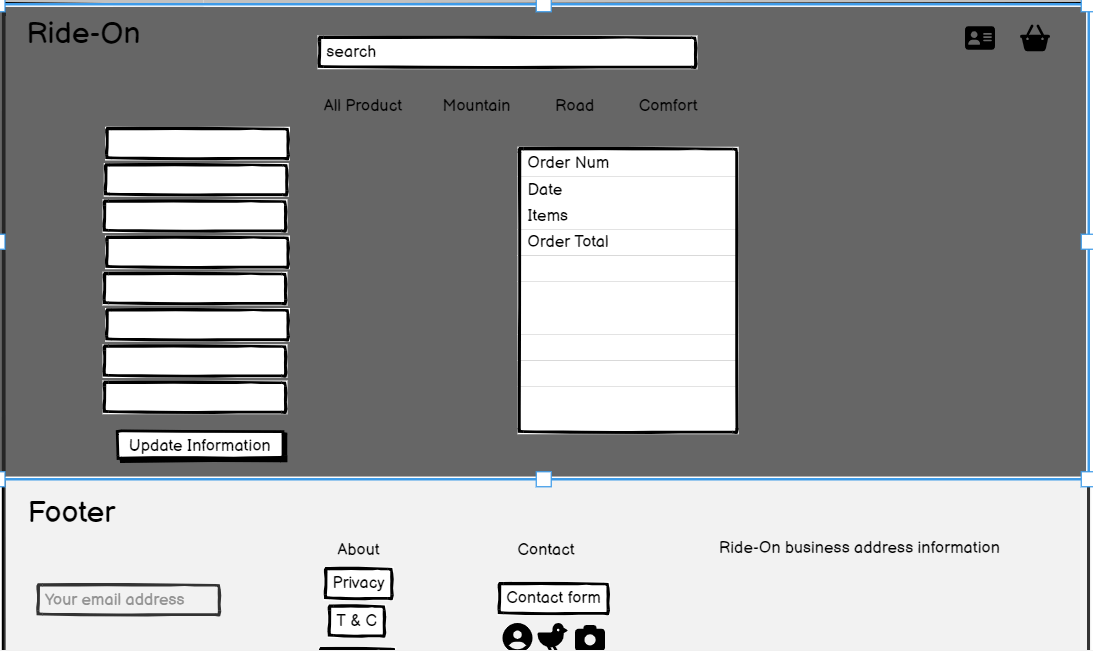 Ride-On
search
All Product Mountain Road Comfort
Order Num
Date
Items
Order Total
Update Information
Footer
About Contact Ride-On business address information
Privacy
Your email address
Contact form
T & C